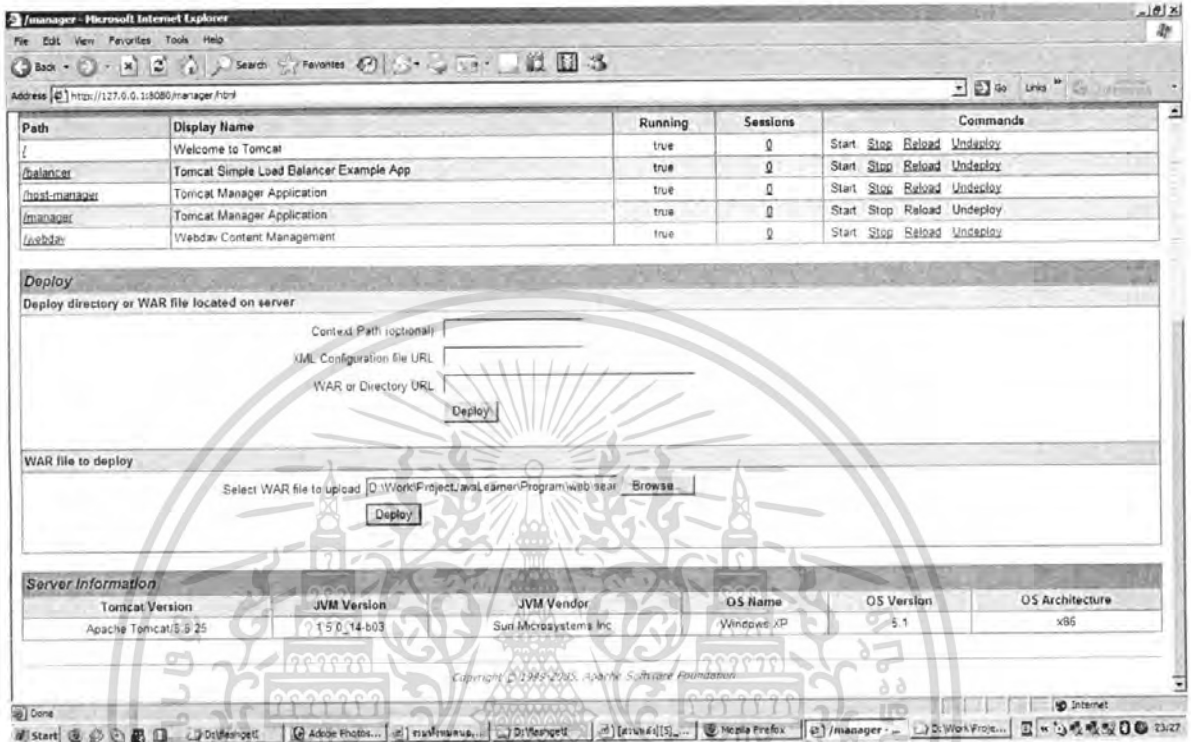 /manager - Microsoft Internet Explorer
File Edit View Favorites Tools Help
Back Search Favorites
Address http://127.0.0.1:8080/manager/html Go Links
Path Display Name Running Sessions Commands
/ Welcome to Tomcat true 0 Start Stop Reload Undeploy
/balancer Tomcat Simple Load Balancer Example App true 0 Start Stop Reload Undeploy
/host-manager Tomcat Manager Application true 0 Start Stop Reload Undeploy
/manager Tomcat Manager Application true 0 Start Stop Reload Undeploy
/webdav Webdav Content Management true 0 Start Stop Reload Undeploy
Deploy
Deploy directory or WAR file located on server
Context Path (optional)
XML Configuration file URL
WAR or Directory URL
Deploy
WAR file to deploy
Select WAR file to upload D:\Work\ProjectJavaLearner\Program\web\sear Browse...
Deploy
Server Information
Tomcat Version JVM Version JVM Vendor OS Name OS Version OS Architecture
Apache Tomcat/5.5.25 1.5.0_14-b03 Sun Microsystems Inc. Windows XP 5.1 x86
Copyright © 1999-2005, Apache Software Foundation
Done Internet
Start Adobe Photos... Mozilla Firefox /manager - ... D:\Work\Proje... 23:27